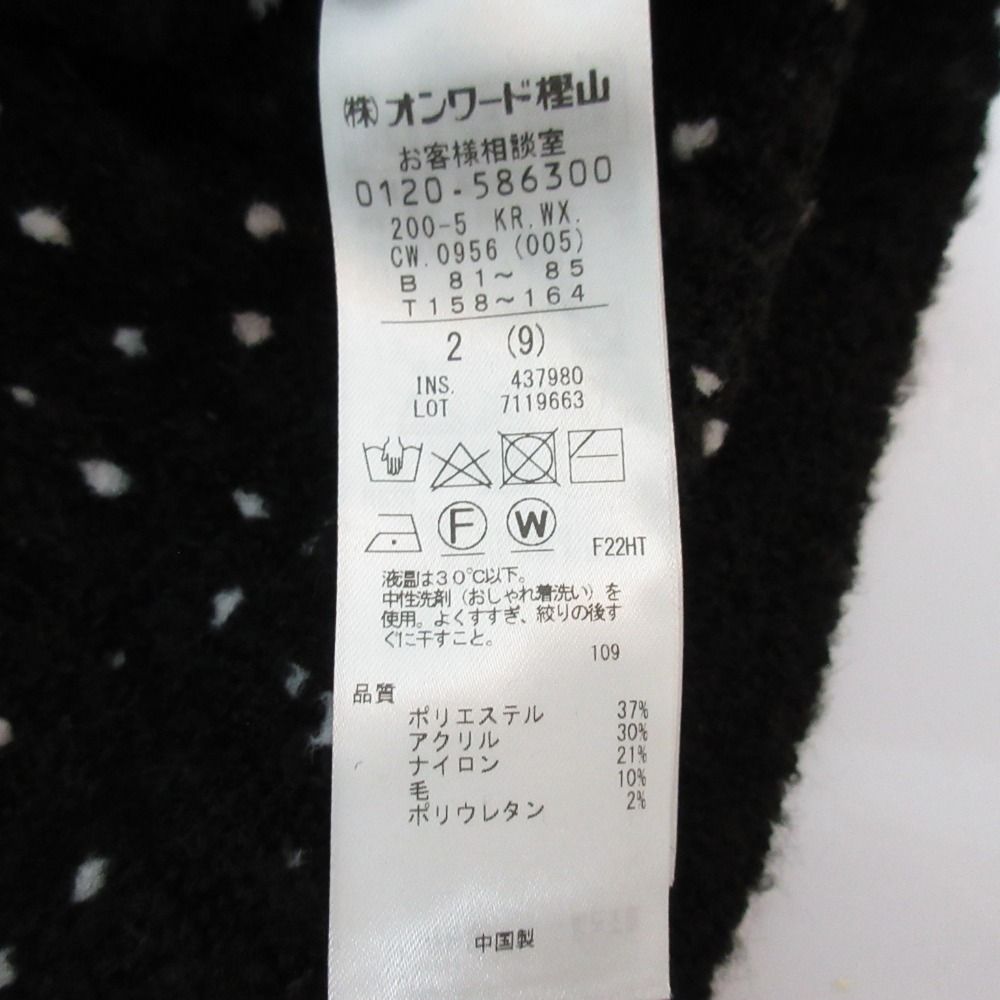 (株)オンワード樫山
お客様相談室
0120-586300
200-5 KR.WX.
CW.0956 (005)
B 81～ 85
T158～164
2 (9)
INS. 437980
LOT 7119663
F W F22HT
液温は30℃以下。
中性洗剤（おしゃれ着洗い）を
使用。よくすすぎ、絞りの後す
ぐに干すこと。
109
品質
ポリエステル 37%
アクリル 30%
ナイロン 21%
毛 10%
ポリウレタン 2%
中国製